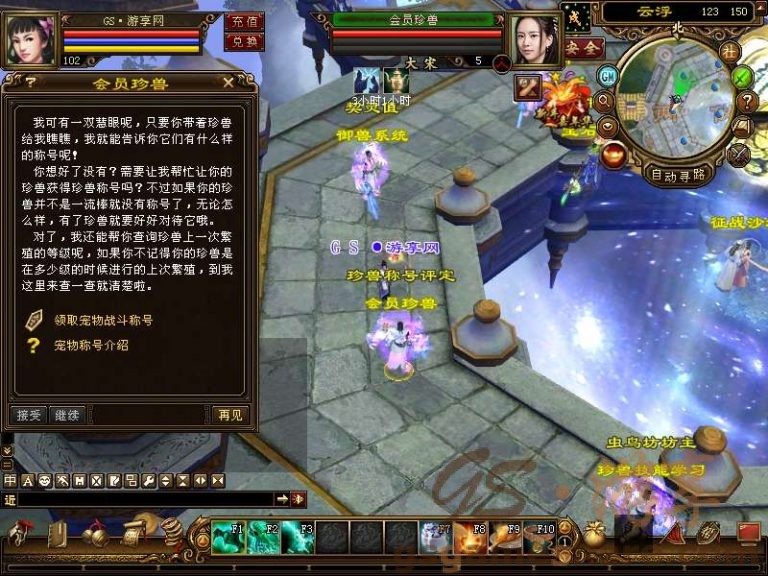 GS·游享网
102
充值
兑换
会员珍兽
5
大宋
云浮 123 150
北
安全
社
GM
自动寻路
3小时
1小时
?
会员珍兽
我可有一双慧眼呢，只要你带着珍兽
给我瞧瞧，我就能告诉你它们有什么样
的称号呢！
你想好了没有？需要让我帮忙让你的
珍兽获得珍兽称号吗？不过如果你的珍
兽并不是一流棒就没有称号了，无论怎
么样，有了珍兽就要好好对待它哦。
对了，我还能帮你查询珍兽上一次繁
殖的等级呢，如果你不记得你的珍兽是
在多少级的时候进行的上次繁殖，到我
这里来查一查就清楚啦。
领取宠物战斗称号
? 宠物称号介绍
接受
继续
再见
御兽系统
GS●游享网
珍兽称号评定
会员珍兽
虫鸟坊坊主
珍兽技能学习
近
F1
F2
F3
F7
F8
F9
F10
1
GS·